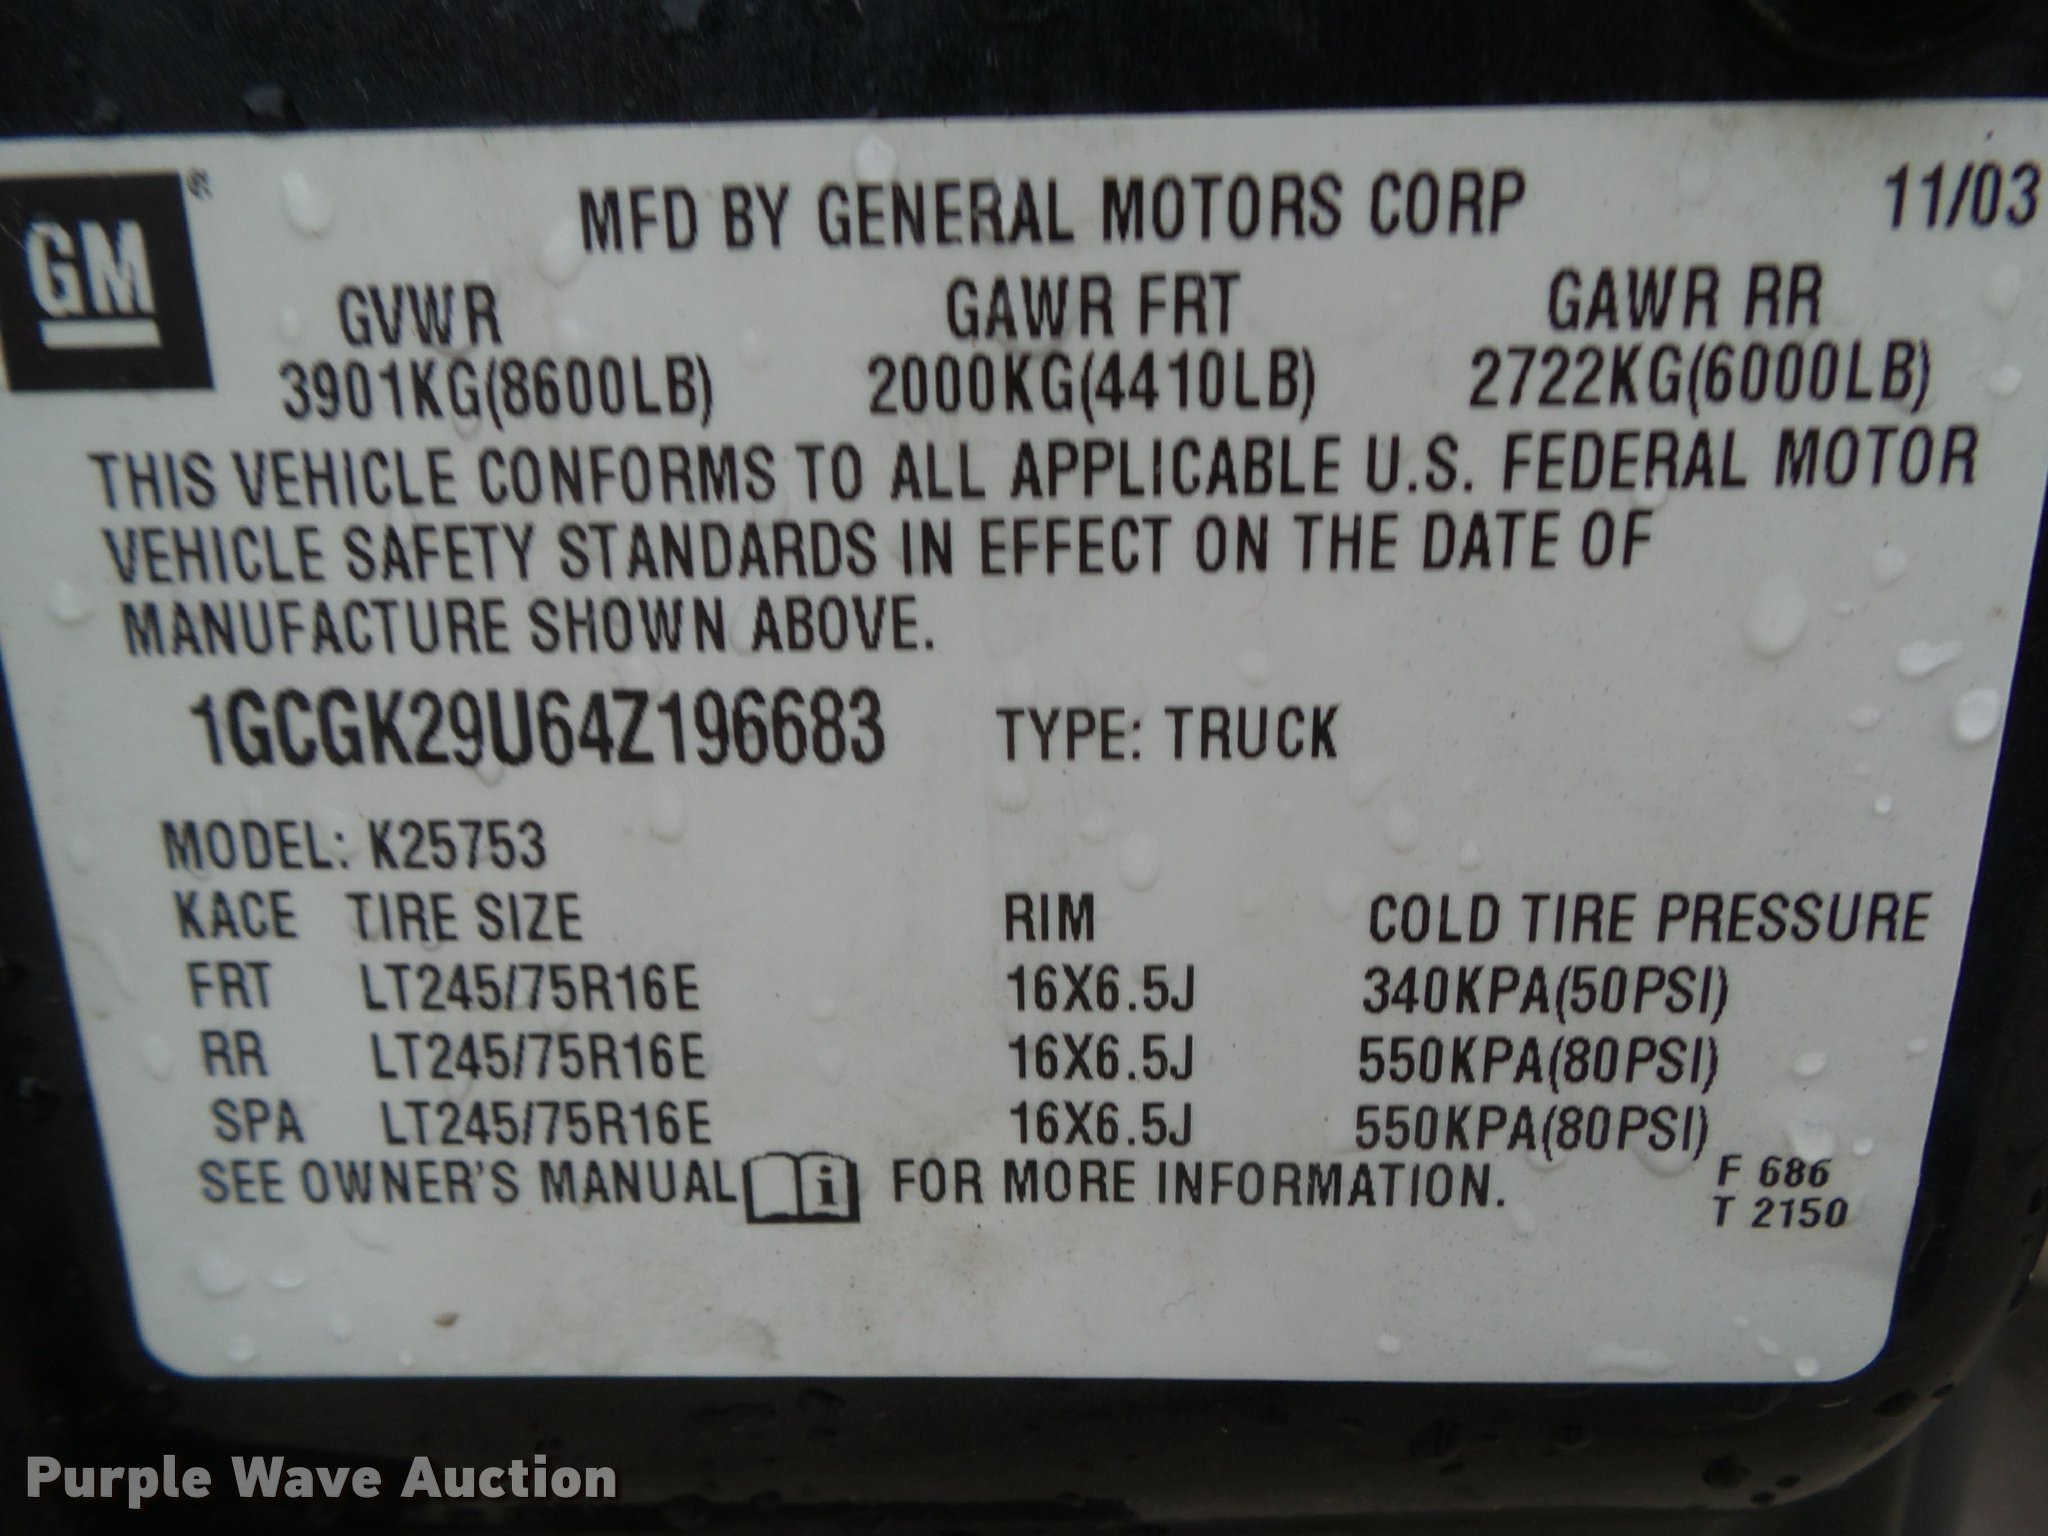 GM®
MFD BY GENERAL MOTORS CORP 11/03
GVWR GAWR FRT GAWR RR
3901KG(8600LB) 2000KG(4410LB) 2722KG(6000LB)
THIS VEHICLE CONFORMS TO ALL APPLICABLE U.S. FEDERAL MOTOR
VEHICLE SAFETY STANDARDS IN EFFECT ON THE DATE OF
MANUFACTURE SHOWN ABOVE.
1GCGK29U64Z196683 TYPE: TRUCK
MODEL: K25753
KACE TIRE SIZE RIM COLD TIRE PRESSURE
FRT LT245/75R16E 16X6.5J 340KPA(50PSI)
RR LT245/75R16E 16X6.5J 550KPA(80PSI)
SPA LT245/75R16E 16X6.5J 550KPA(80PSI)
SEE OWNER'S MANUAL i FOR MORE INFORMATION.
F 686
T 2150
Purple Wave Auction